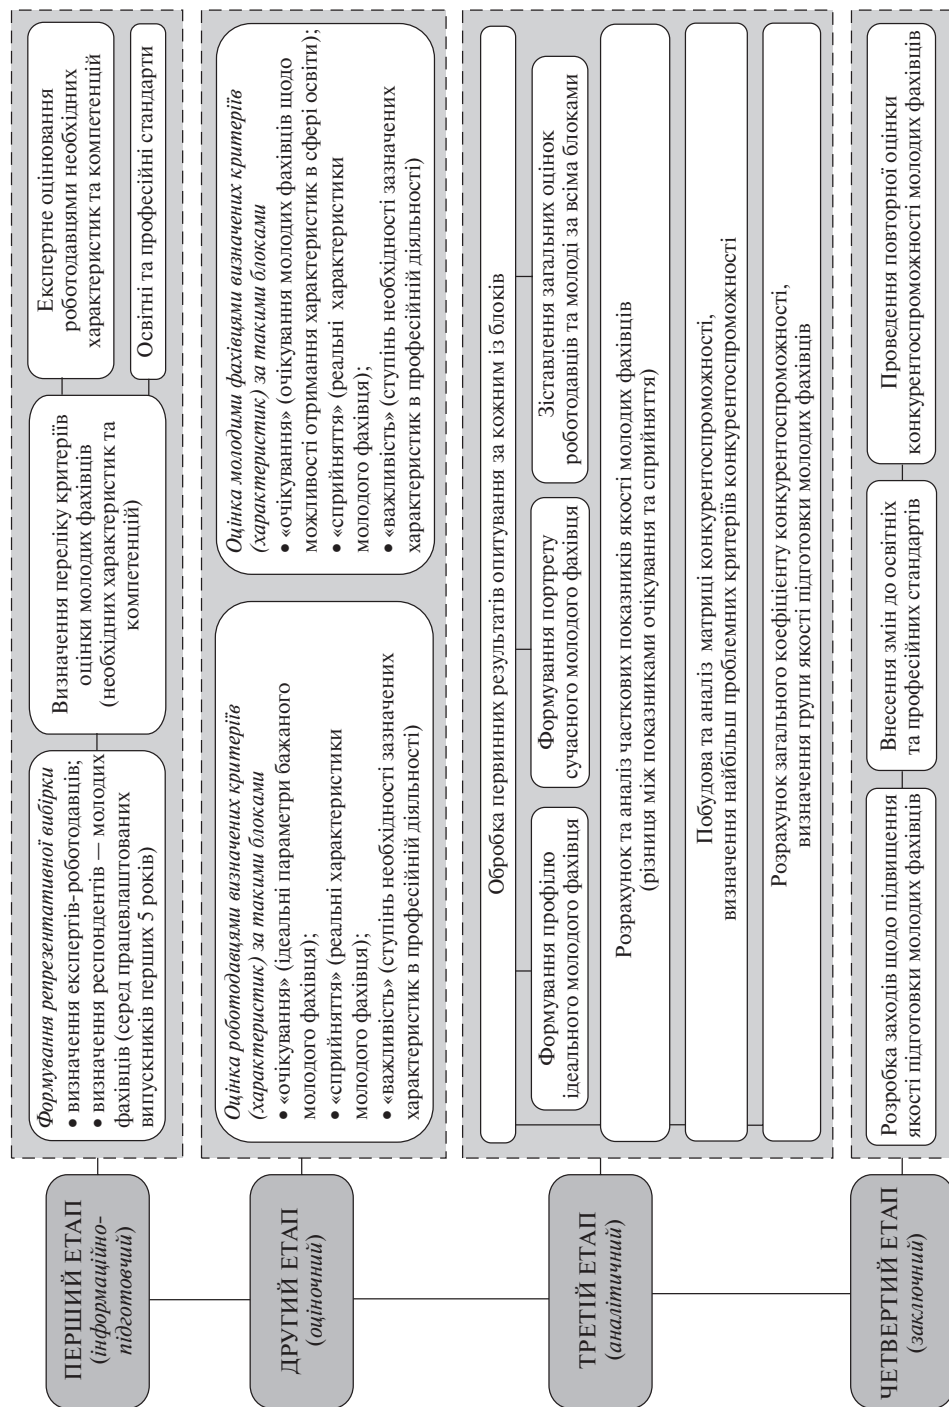 ПЕРШИЙ ЕТАП
(інформаційно-
підготовчий)
Формування репрезентативної вибірки
• визначення експертів-роботодавців;
• визначення респондентів — молодих
фахівців (серед працевлаштованих
випускників перших 5 років)
Визначення переліку критеріїв
оцінки молодих фахівців
(необхідних характеристик та
компетенцій)
Експертне оцінювання
роботодавцями необхідних
характеристик та компетенцій
Освітні та професійні стандарти
ДРУГИЙ ЕТАП
(оціночний)
Оцінка роботодавцями визначених критеріїв
(характеристик) за такими блоками
• «очікування» (ідеальні параметри бажаного
молодого фахівця);
• «сприйняття» (реальні характеристики
молодого фахівця);
• «важливість» (ступінь необхідності зазначених
характеристик в професійній діяльності)
Оцінка молодими фахівцями визначених критеріїв
(характеристик) за такими блоками
• «очікування» (очікування молодих фахівців щодо
можливості отримання характеристик в сфері освіти);
• «сприйняття» (реальні характеристики
молодого фахівця);
• «важливість» (ступінь необхідності зазначених
характеристик в професійній діяльності)
ТРЕТІЙ ЕТАП
(аналітичний)
Обробка первинних результатів опитування за кожним із блоків
Формування профілю
ідеального молодого фахівця
Формування портрету
сучасного молодого фахівця
Зіставлення загальних оцінок
роботодавців та молоді за всіма блоками
Розрахунок та аналіз часткових показників якості молодих фахівців
(різниця між показниками очікування та сприйняття)
Побудова та аналіз матриці конкурентоспроможності,
визначення найбільш проблемних критеріїв конкурентоспроможності
Розрахунок загального коефіцієнту конкурентоспроможності,
визначення групи якості підготовки молодих фахівців
ЧЕТВЕРТИЙ ЕТАП
(заключний)
Розробка заходів щодо підвищення
якості підготовки молодих фахівців
Внесення змін до освітніх
та професійних стандартів
Проведення повторної оцінки
конкурентоспроможності молодих фахівців